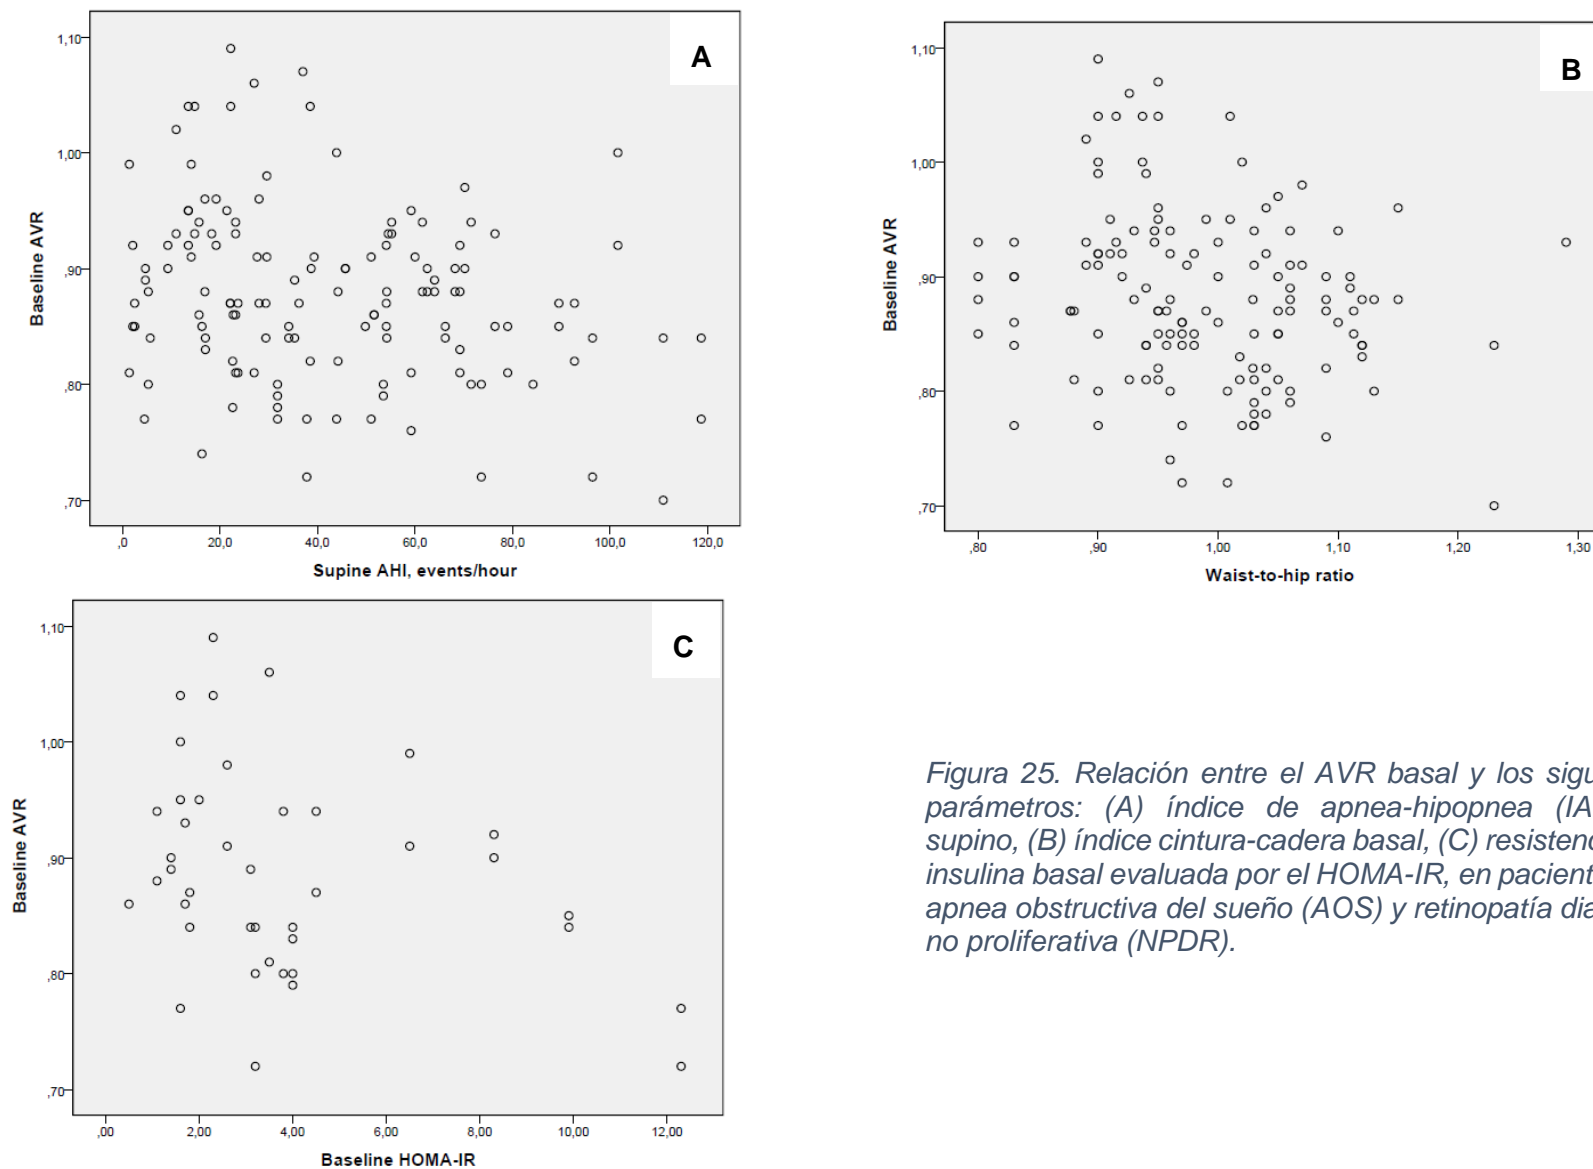 A
1,10
1,00
,90
,80
,70
Baseline AVR
,0 20,0 40,0 60,0 80,0 100,0 120,0
Supine AHI, events/hour
B
1,10
1,00
,90
,80
,70
Baseline AVR
,80 ,90 1,00 1,10 1,20 1,30
Waist-to-hip ratio
C
1,10
1,00
,90
,80
,70
Baseline AVR
,00 2,00 4,00 6,00 8,00 10,00 12,00
Baseline HOMA-IR
Figura 25. Relación entre el AVR basal y los sigu
parámetros: (A) índice de apnea-hipopnea (IA
supino, (B) índice cintura-cadera basal, (C) resistenc
insulina basal evaluada por el HOMA-IR, en pacient
apnea obstructiva del sueño (AOS) y retinopatía dia
no proliferativa (NPDR).